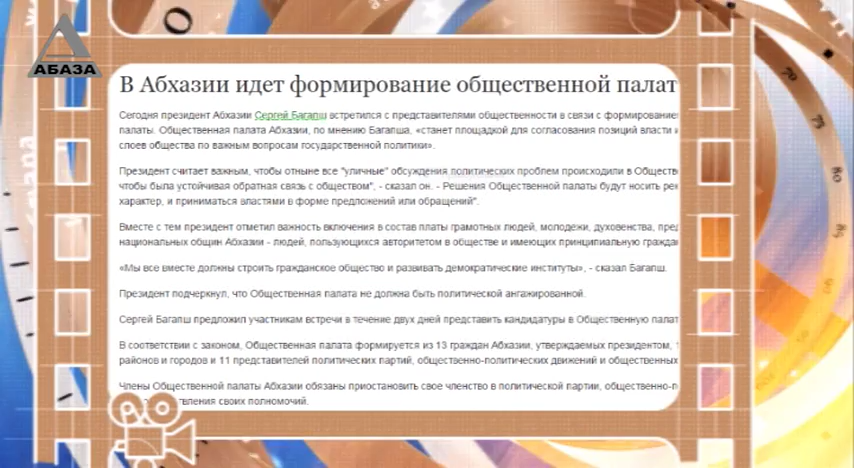 АБАЗА
В Абхазии идет формирование общественной палат
Сегодня президент Абхазии Сергей Багапш встретился с представителями общественности в связи с формирование
палаты. Общественная палата Абхазии, по мнению Багапша, «станет площадкой для согласования позиций власти и
слоев общества по важным вопросам государственной политики».
Президент считает важным, чтобы отныне все "уличные" обсуждения политических проблем происходили в Обществе
чтобы была устойчивая обратная связь с обществом", - сказал он. - Решения Общественной палаты будут носить рек
характер, и приниматься властями в форме предложений или обращений".
Вместе с тем президент отметил важность включения в состав платы грамотных людей, молодежи, духовенства, пред
национальных общин Абхазии - людей, пользующихся авторитетом в обществе и имеющих принципиальную граждан
«Мы все вместе должны строить гражданское общество и развивать демократические институты», - сказал Багапш.
Президент подчеркнул, что Общественная палата не должна быть политической ангажированной.
Сергей Багапш предложил участникам встречи в течение двух дней представить кандидатуры в Общественную палат
В соответствии с законом, Общественная палата формируется из 13 граждан Абхазии, утверждаемых президентом,
районов и городов и 11 представителей политических партий, общественно-политических движений и общественных
Члены Общественной палаты Абхазии обязаны приостановить свое членство в политической партии, общественно-п
вления своих полномочий.